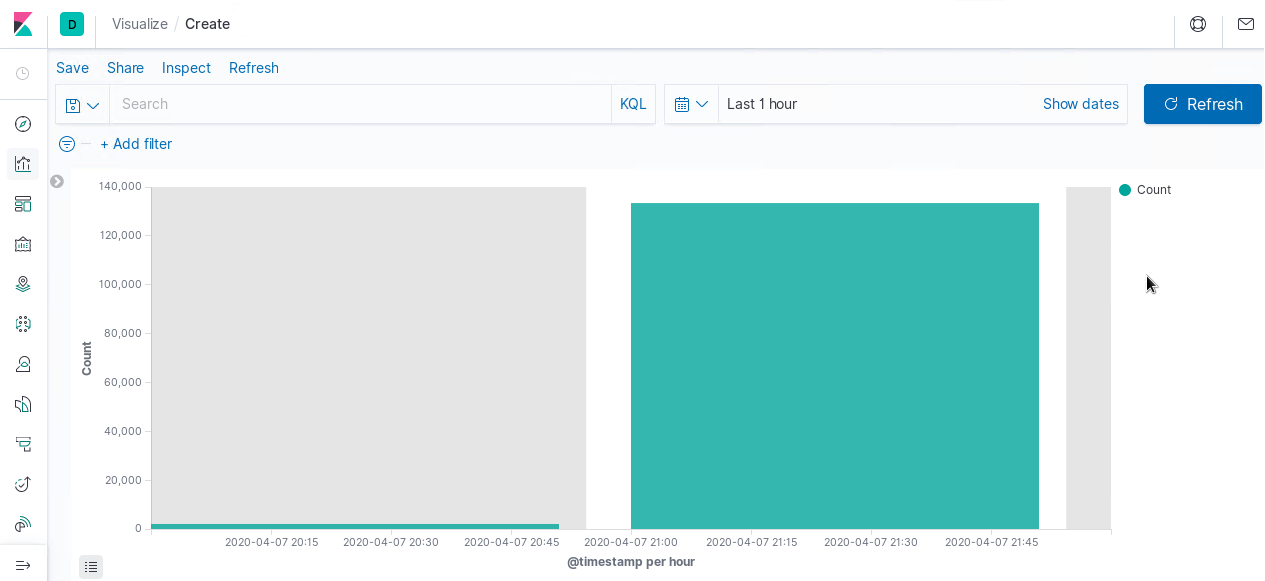 D Visualize / Create
Save Share Inspect Refresh
Search KQL Last 1 hour Show dates Refresh
+ Add filter
140,000
120,000
100,000
80,000
60,000
40,000
20,000
0
Count
Count
2020-04-07 20:15 2020-04-07 20:30 2020-04-07 20:45 2020-04-07 21:00 2020-04-07 21:15 2020-04-07 21:30 2020-04-07 21:45
@timestamp per hour